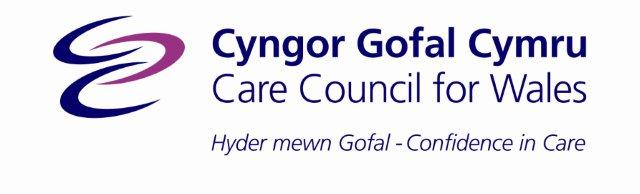 Cyngor Gofal Cymru
Care Council for Wales
Hyder mewn Gofal - Confidence in Care